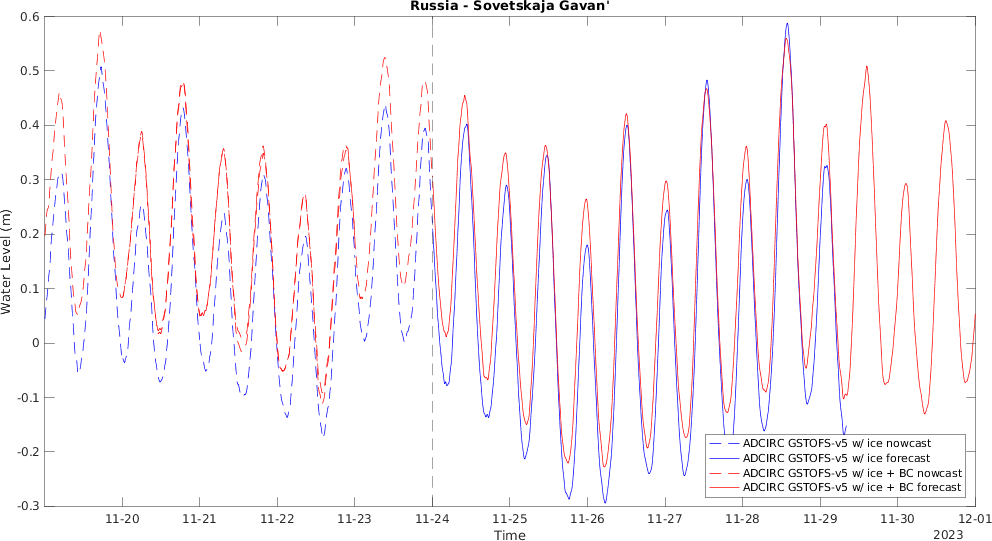 Russia - Sovetskaja Gavan'
0.6
0.5
0.4
0.3
0.2
0.1
0
-0.1
-0.2
-0.3
Water Level (m)
ADCIRC GSTOFS-v5 w/ ice nowcast
ADCIRC GSTOFS-v5 w/ ice forecast
ADCIRC GSTOFS-v5 w/ ice + BC nowcast
ADCIRC GSTOFS-v5 w/ ice + BC forecast
11-20 11-21 11-22 11-23 11-24 11-25 11-26 11-27 11-28 11-29 11-30 12-01
Time
2023